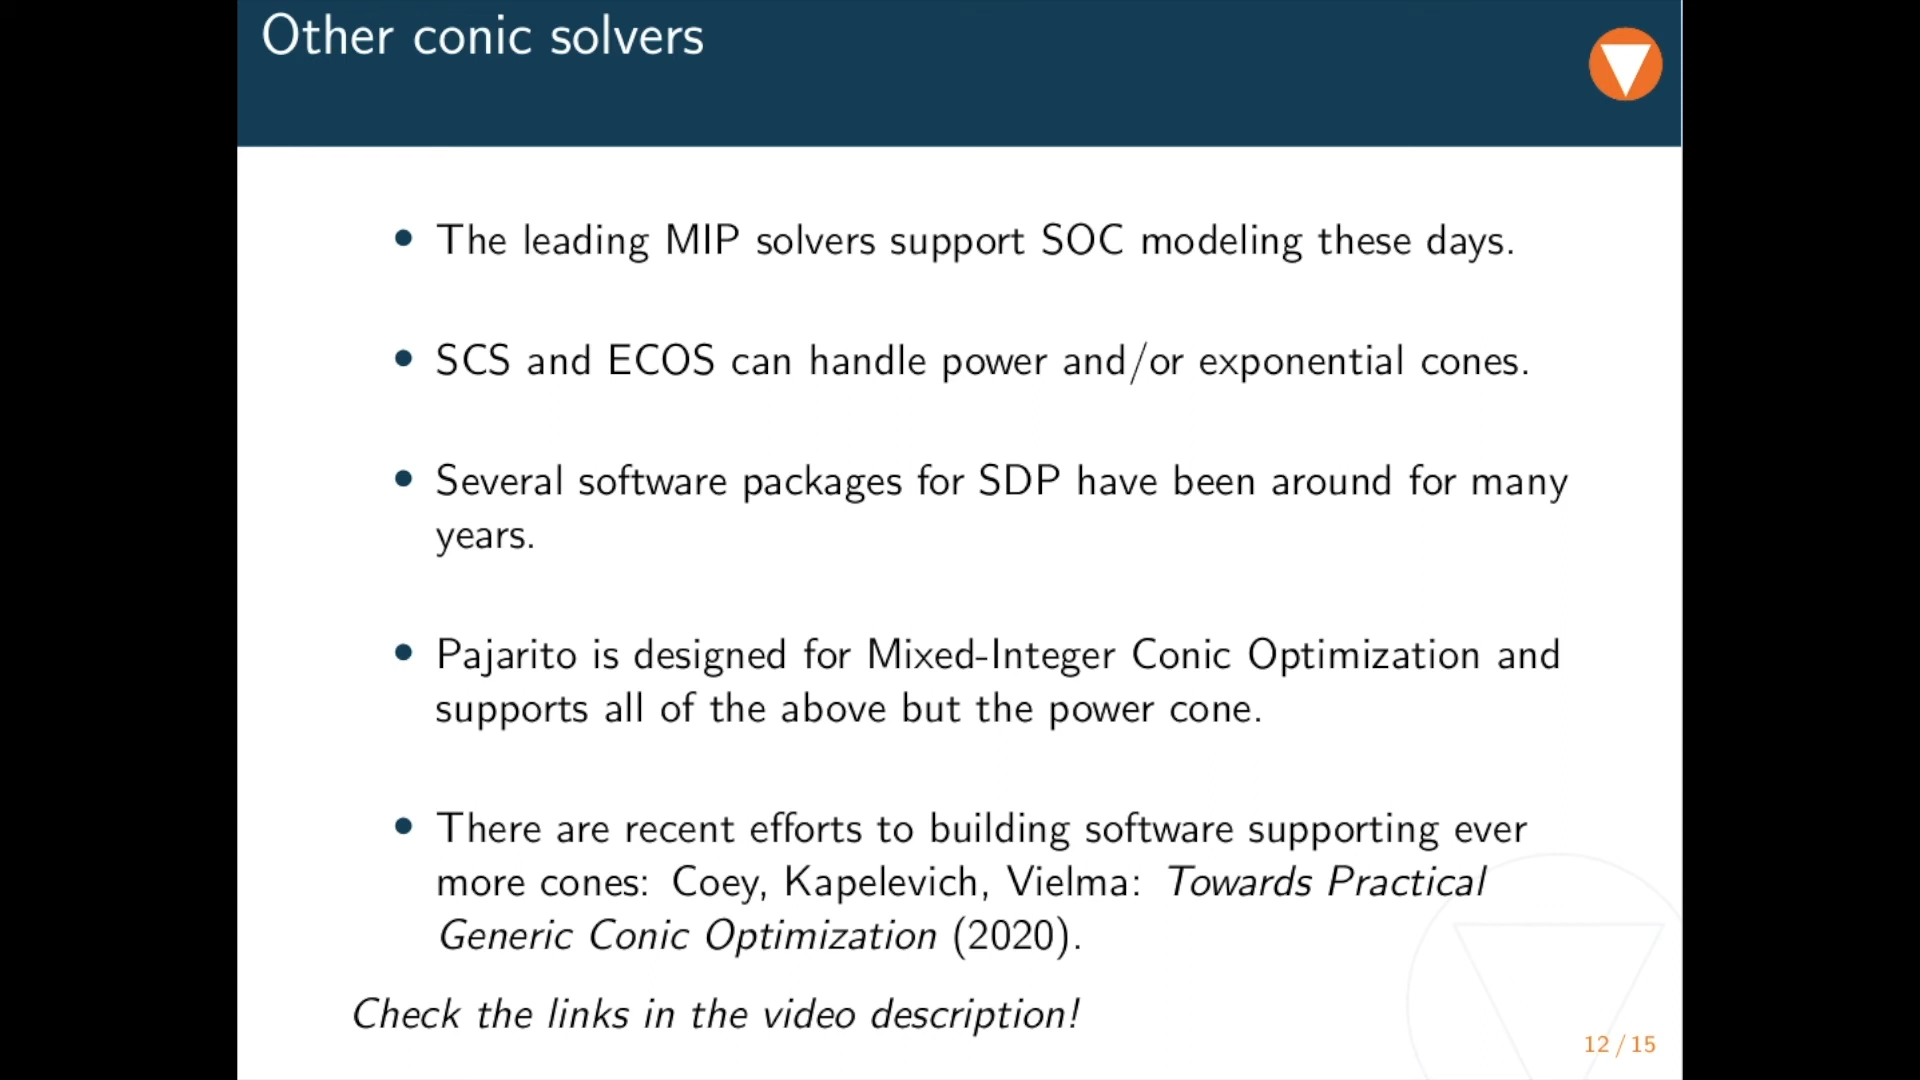 Other conic solvers
• The leading MIP solvers support SOC modeling these days.
• SCS and ECOS can handle power and/or exponential cones.
• Several software packages for SDP have been around for many
years.
• Pajarito is designed for Mixed-Integer Conic Optimization and
supports all of the above but the power cone.
• There are recent efforts to building software supporting ever
more cones: Coey, Kapelevich, Vielma: Towards Practical
Generic Conic Optimization (2020).
Check the links in the video description!
12 / 15